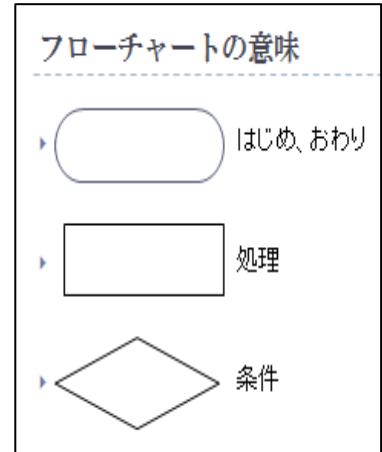 フローチャートの意味
はじめ、おわり
処理
条件